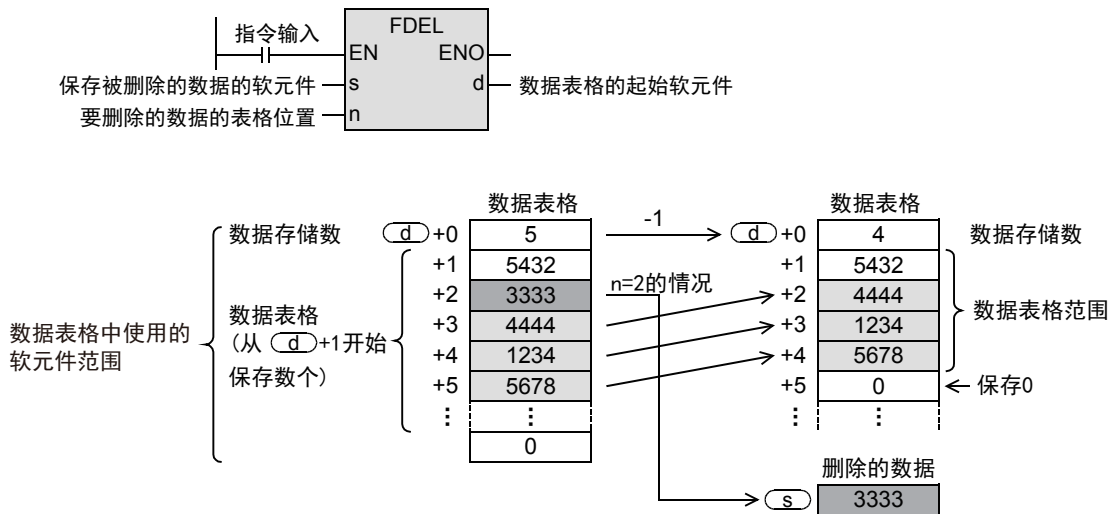 指令输入
FDEL
EN ENO
保存被删除的数据的软元件 s d 数据表格的起始软元件
要删除的数据的表格位置 n
数据表格 数据表格
数据存储数 d +0 5 -1 d +0 4 数据存储数
+1 5432 +1 5432
+2 3333 n=2的情况 +2 4444
数据表格 +3 4444 +3 1234 数据表格范围
数据表格中使用的
软元件范围
(从 d +1开始 +4 1234 +4 5678
保存数个) +5 5678 +5 0 保存0
0
删除的数据
s 3333